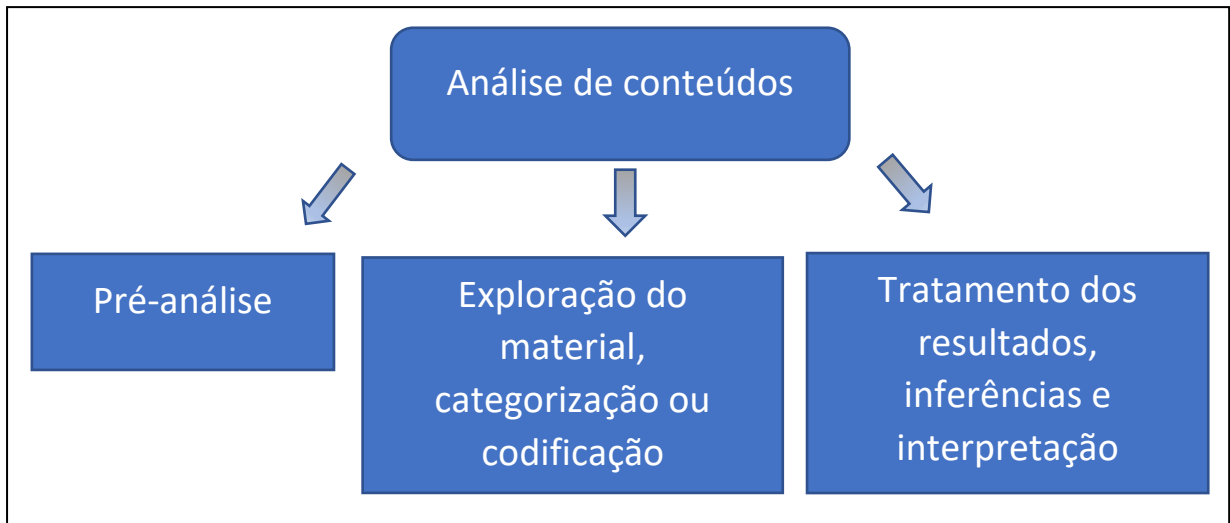 Análise de conteúdos
Pré-análise
Exploração do
material,
categorização ou
codificação
Tratamento dos
resultados,
inferências e
interpretação